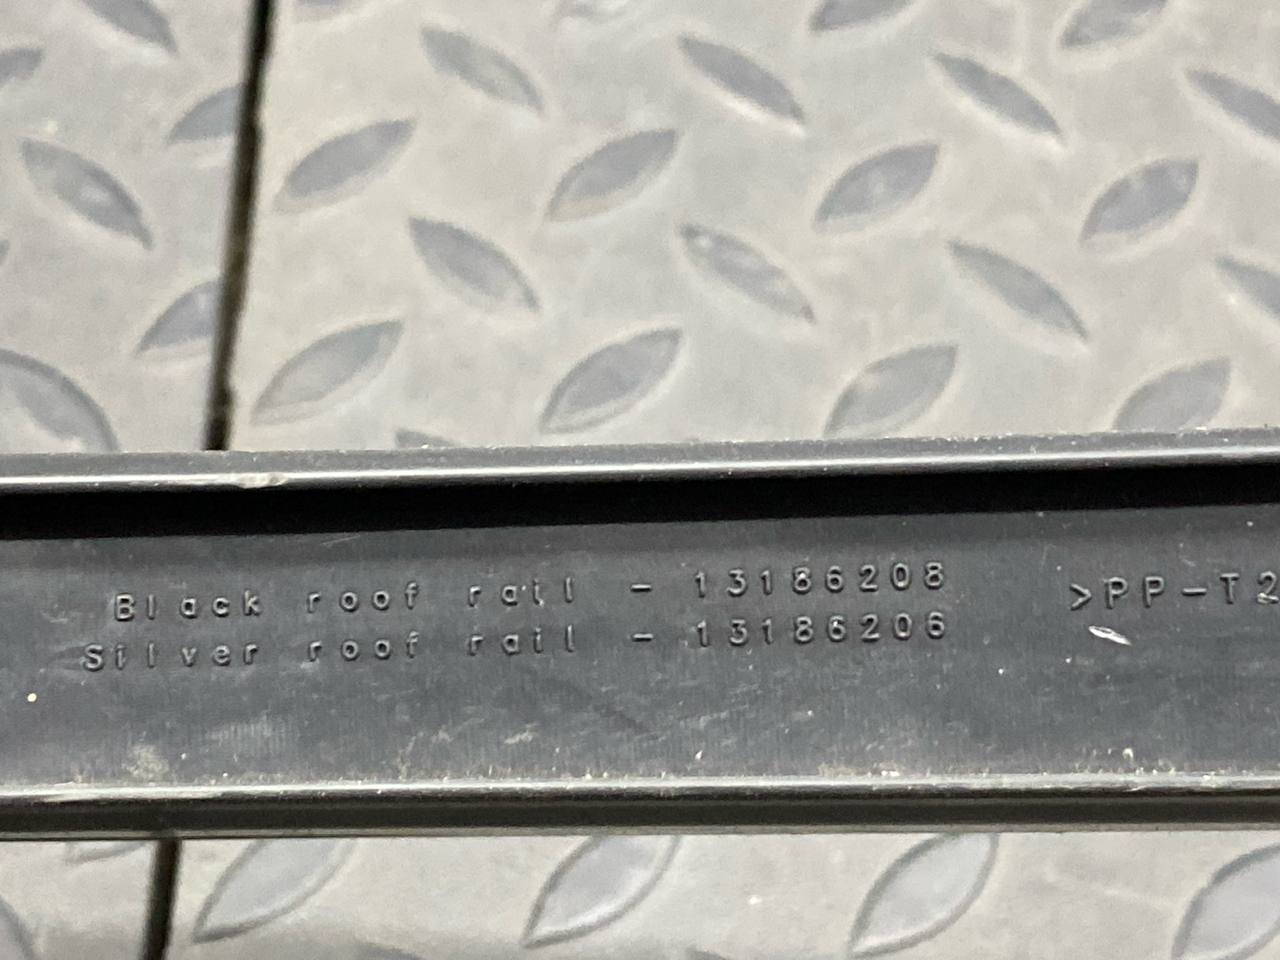 Black roof rail - 13186208
Silver roof rail - 13186206
>PP-T2